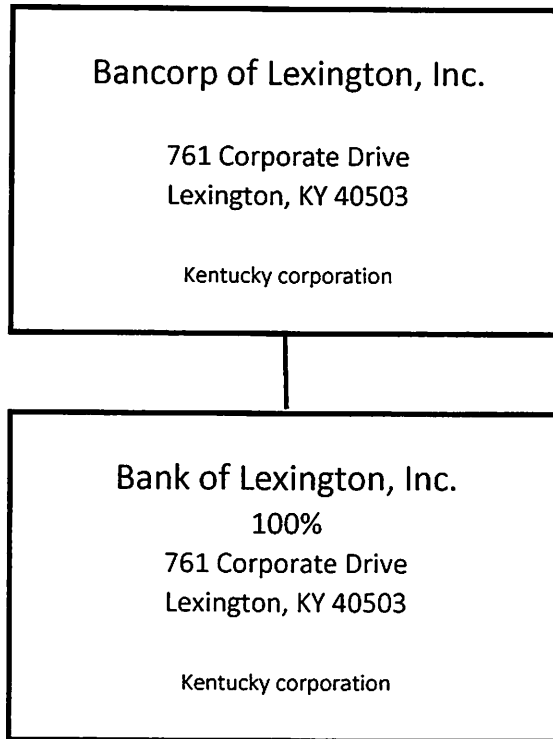 Bancorp of Lexington, Inc.
761 Corporate Drive
Lexington, KY 40503
Kentucky corporation
Bank of Lexington, Inc.
100%
761 Corporate Drive
Lexington, KY 40503
Kentucky corporation